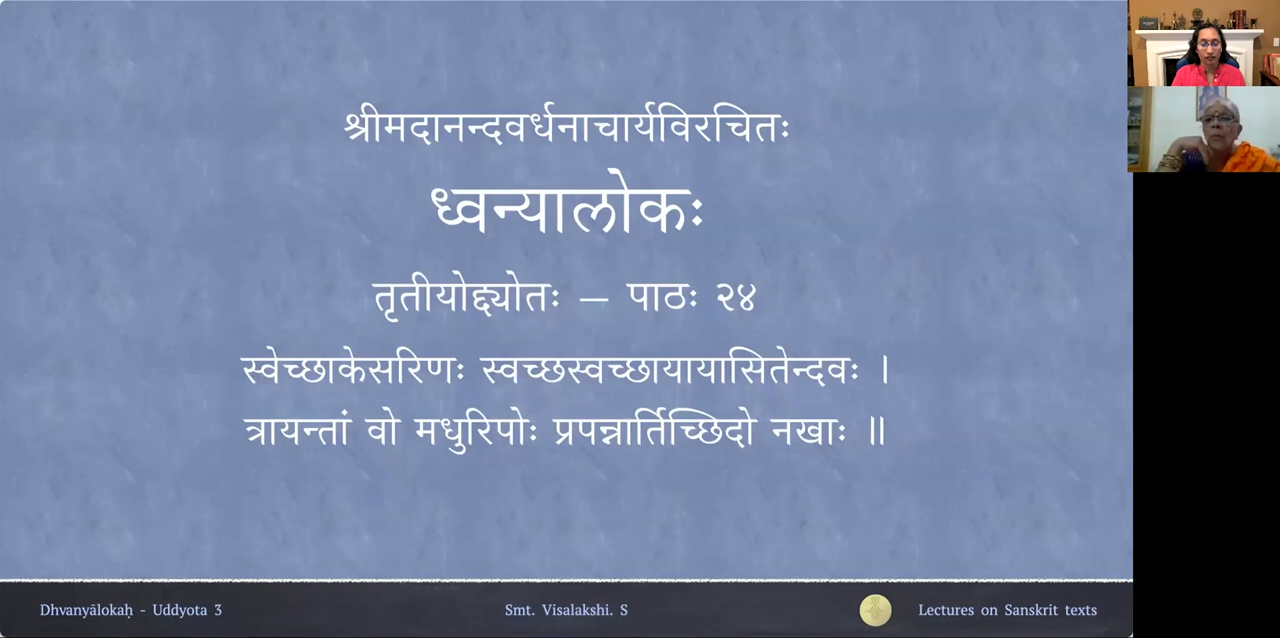 श्रीमदानन्दवर्धनाचार्यविरचितः
ध्वन्यालोकः
तृतीयोद्द्योतः – पाठः २४
स्वेच्छाकेसरिणः स्वच्छस्वच्छायायासितेन्दवः ।
त्रायन्तां वो मधुरिपोः प्रपन्नार्तिच्छिदो नखाः ॥
Dhvanyālokaḥ - Uddyota 3 Smt. Visalakshi. S Lectures on Sanskrit texts